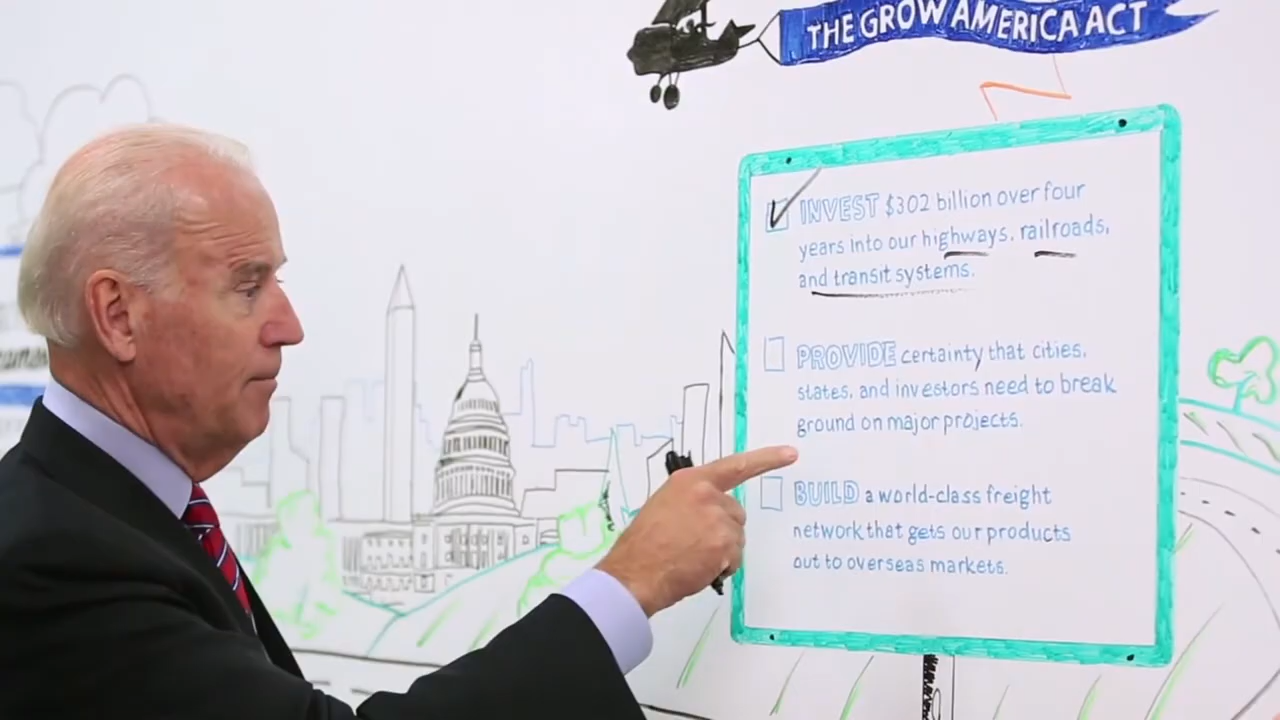 THE GROW AMERICA ACT
INVEST $302 billion over four
years into our highways, railroads,
and transit systems.
PROVIDE certainty that cities,
states, and investors need to break
ground on major projects.
BUILD a world-class freight
network that gets our products
out to overseas markets.